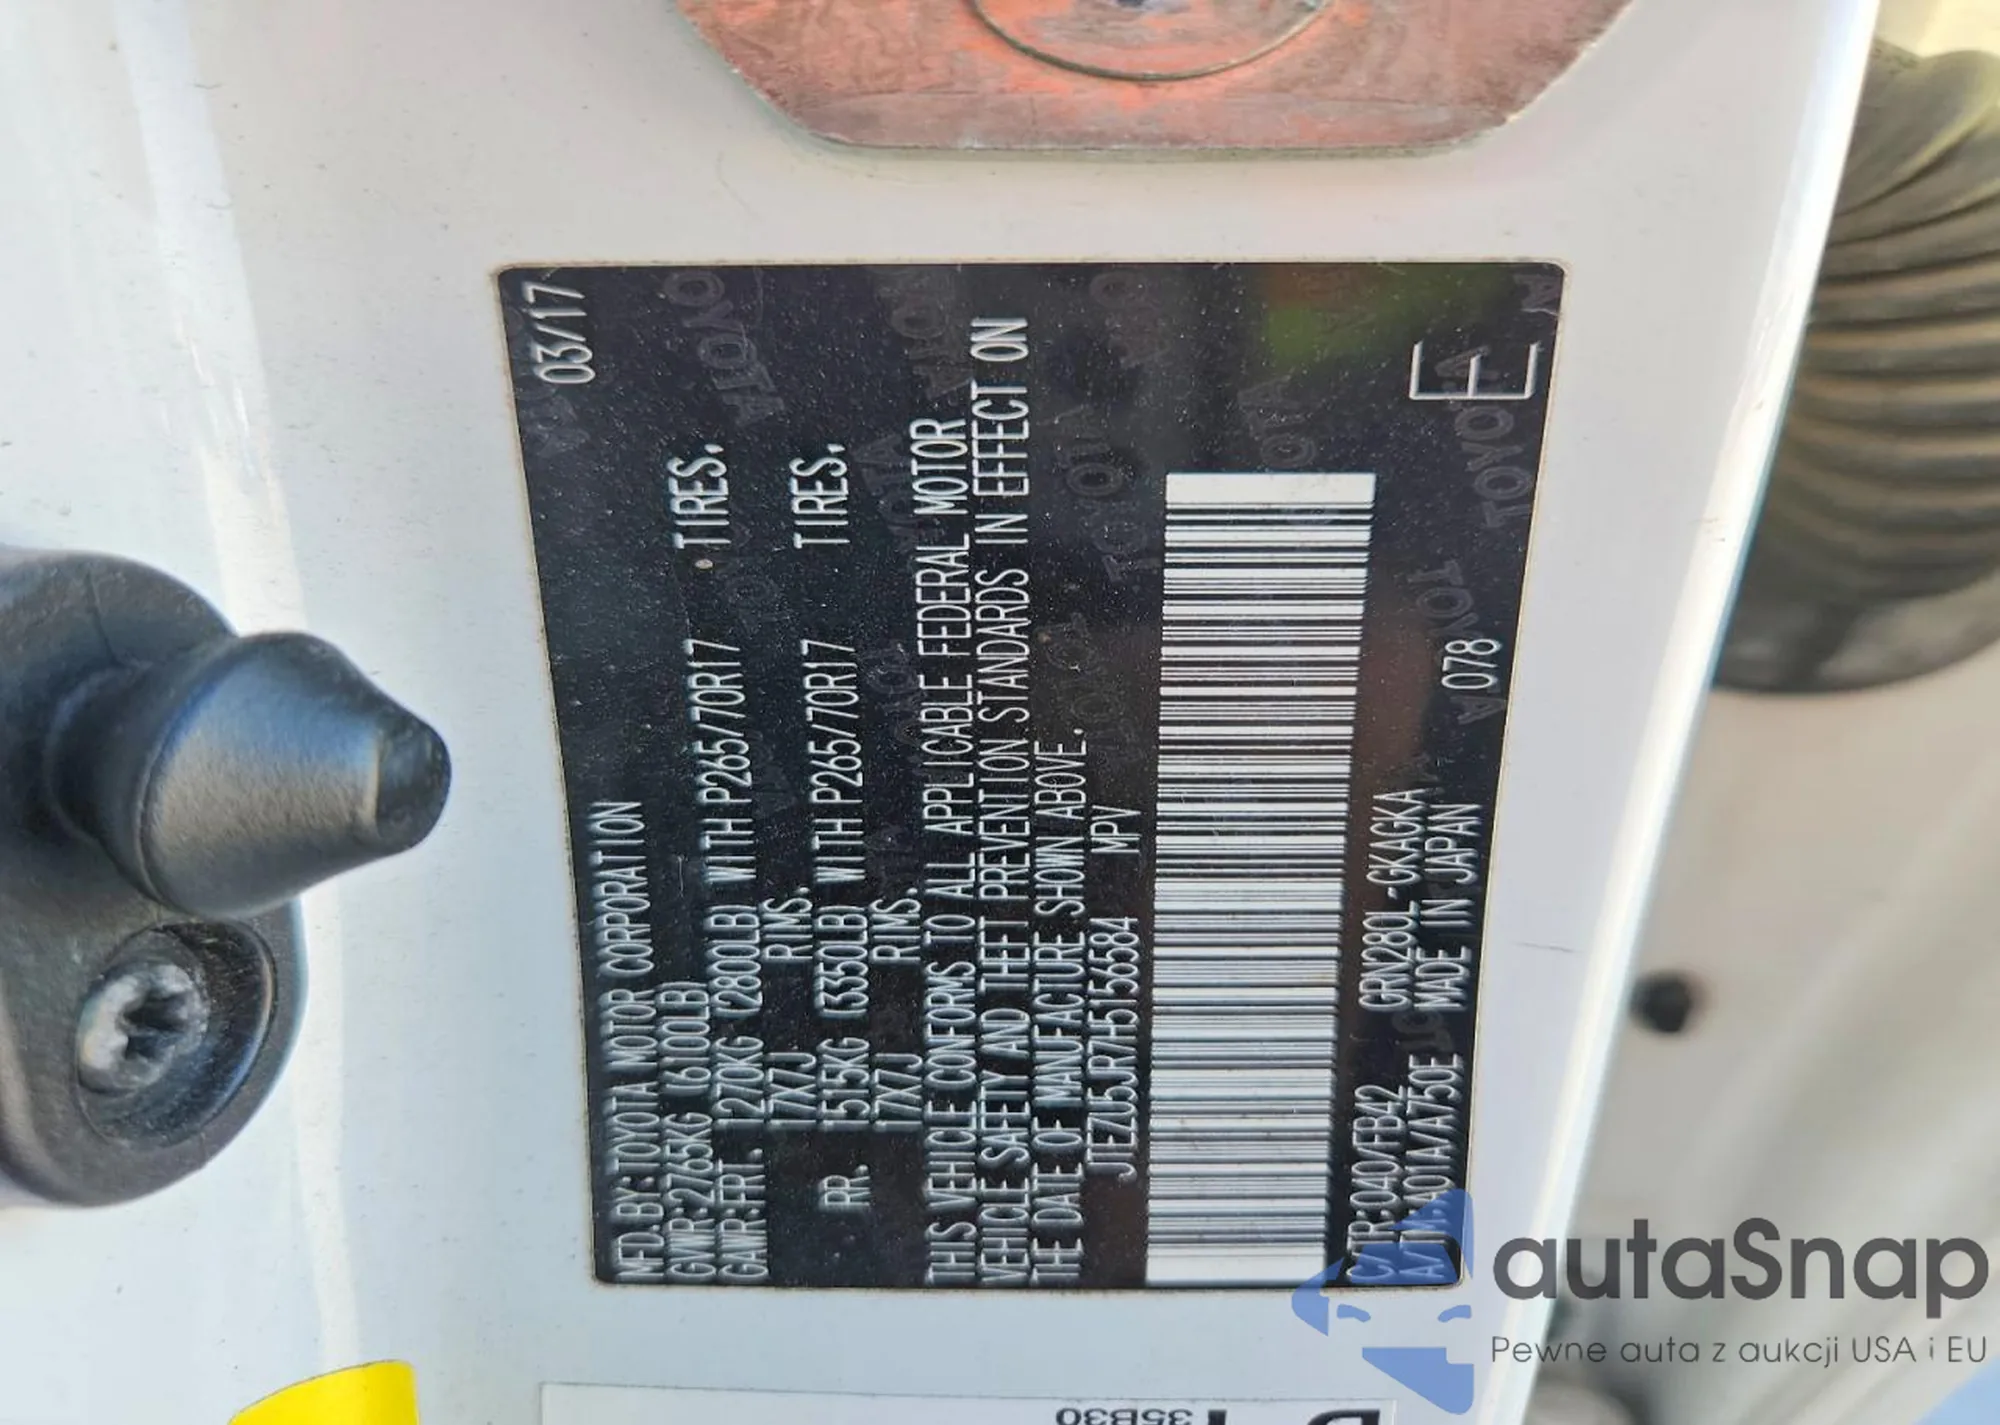 MFD.BY:TOYOTA MOTOR CORPORATION 03/17
GVWR:2765KG (6100LB)
GAWR:FRT. 1270KG (2800LB) WITH P265/70R17 TIRES,
17X7J RIMS.
RR. 1515KG (3350LB) WITH P265/70R17 TIRES,
17X7J RIMS.
THIS VEHICLE CONFORMS TO ALL APPLICABLE FEDERAL MOTOR
VEHICLE SAFETY AND THEFT PREVENTION STANDARDS IN EFFECT ON
THE DATE OF MANUFACTURE SHOWN ABOVE.
JTEZU5JR7H5156584 MPV
C/TR:040/FB42 GRN280L-GKAGKA
A/TM:A01A/A750E MADE IN JAPAN 078
E
35B30
autaSnap
Pewne auta z aukcji USA i EU